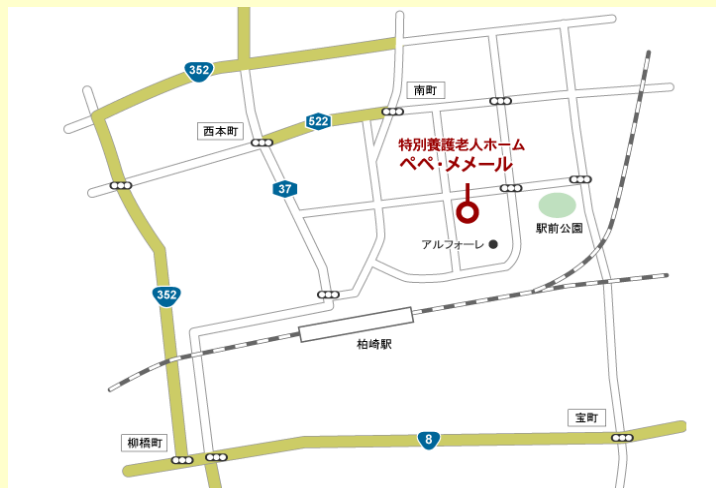 352
南町
西本町
522
特別養護老人ホーム
ペペ・メメール
37
駅前公園
アルフォーレ
352
柏崎駅
宝町
柳橋町
8